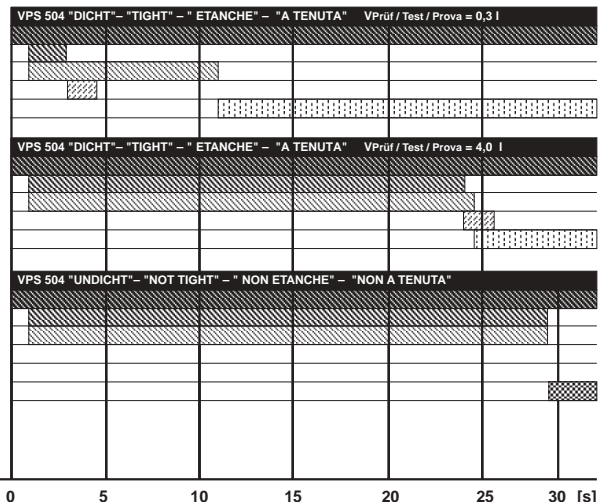 VPS 504 "DICHT"– "TIGHT" – " ETANCHE" – "A TENUTA" VPrüf / Test / Prova = 0,3 l
VPS 504 "DICHT"– "TIGHT" – " ETANCHE" – "A TENUTA" VPrüf / Test / Prova = 4,0 l
VPS 504 "UNDICHT"– "NOT TIGHT" – " NON ETANCHE" – "NON A TENUTA"
0 5 10 15 20 25 30 [s]